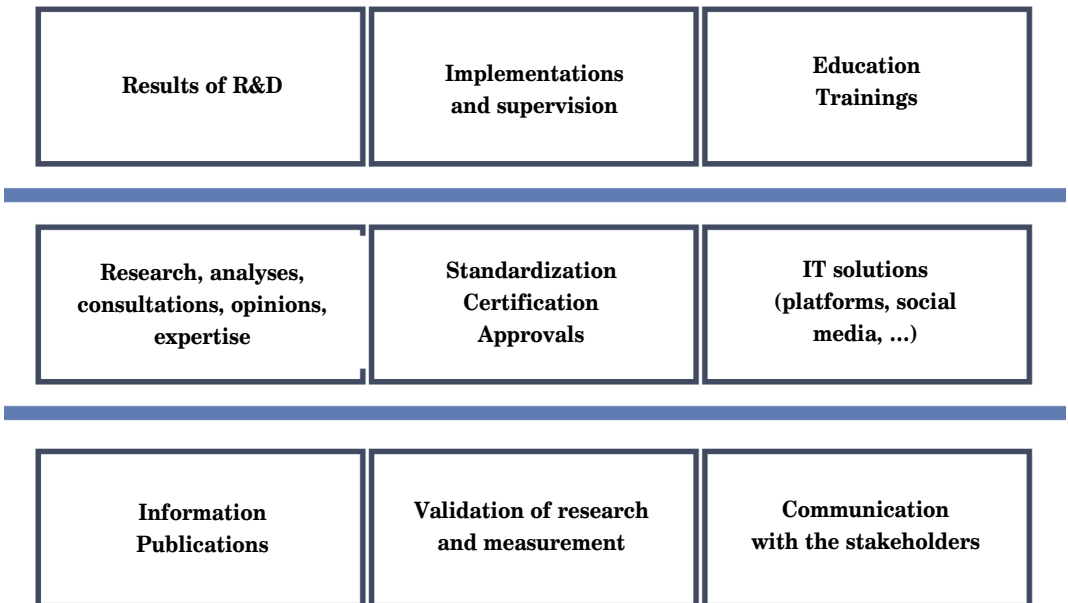 Results of R&D
Implementations
and supervision
Education
Trainings
Research, analyses,
consultations, opinions,
expertise
Standardization
Certification
Approvals
IT solutions
(platforms, social
media, ...)
Information
Publications
Validation of research
and measurement
Communication
with the stakeholders